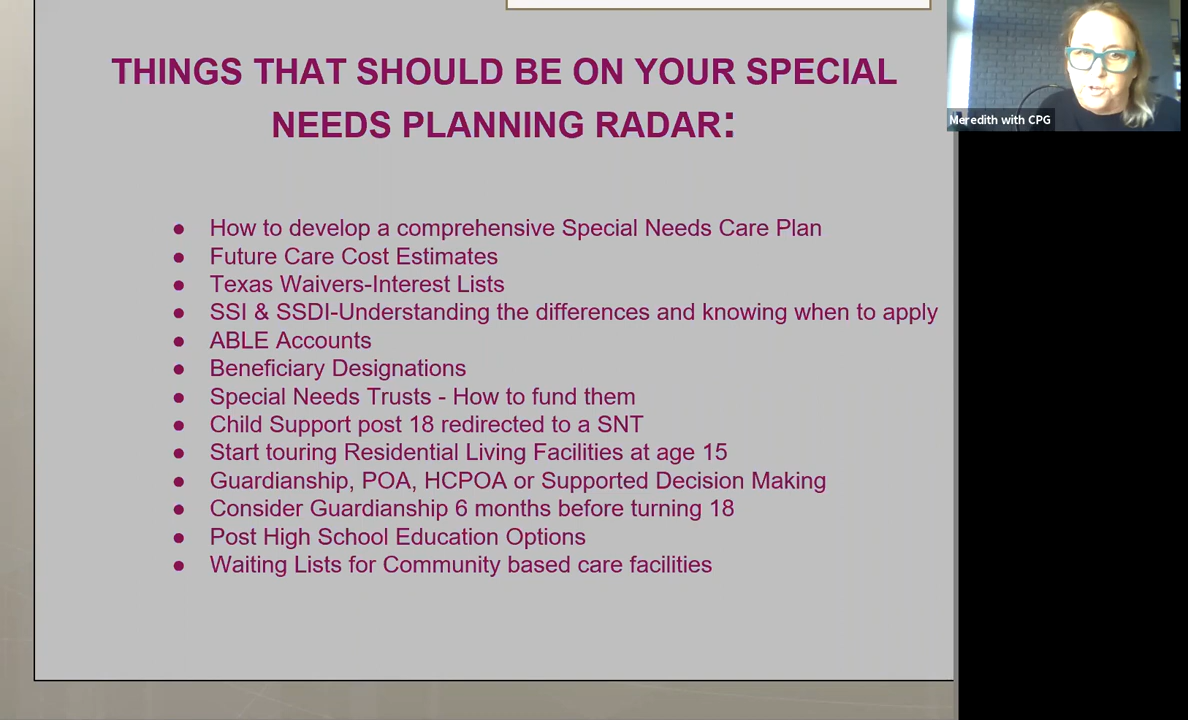 THINGS THAT SHOULD BE ON YOUR SPECIAL
NEEDS PLANNING RADAR:
Meredith with CPG
● How to develop a comprehensive Special Needs Care Plan
● Future Care Cost Estimates
● Texas Waivers-Interest Lists
● SSI & SSDI-Understanding the differences and knowing when to apply
● ABLE Accounts
● Beneficiary Designations
● Special Needs Trusts - How to fund them
● Child Support post 18 redirected to a SNT
● Start touring Residential Living Facilities at age 15
● Guardianship, POA, HCPOA or Supported Decision Making
● Consider Guardianship 6 months before turning 18
● Post High School Education Options
● Waiting Lists for Community based care facilities